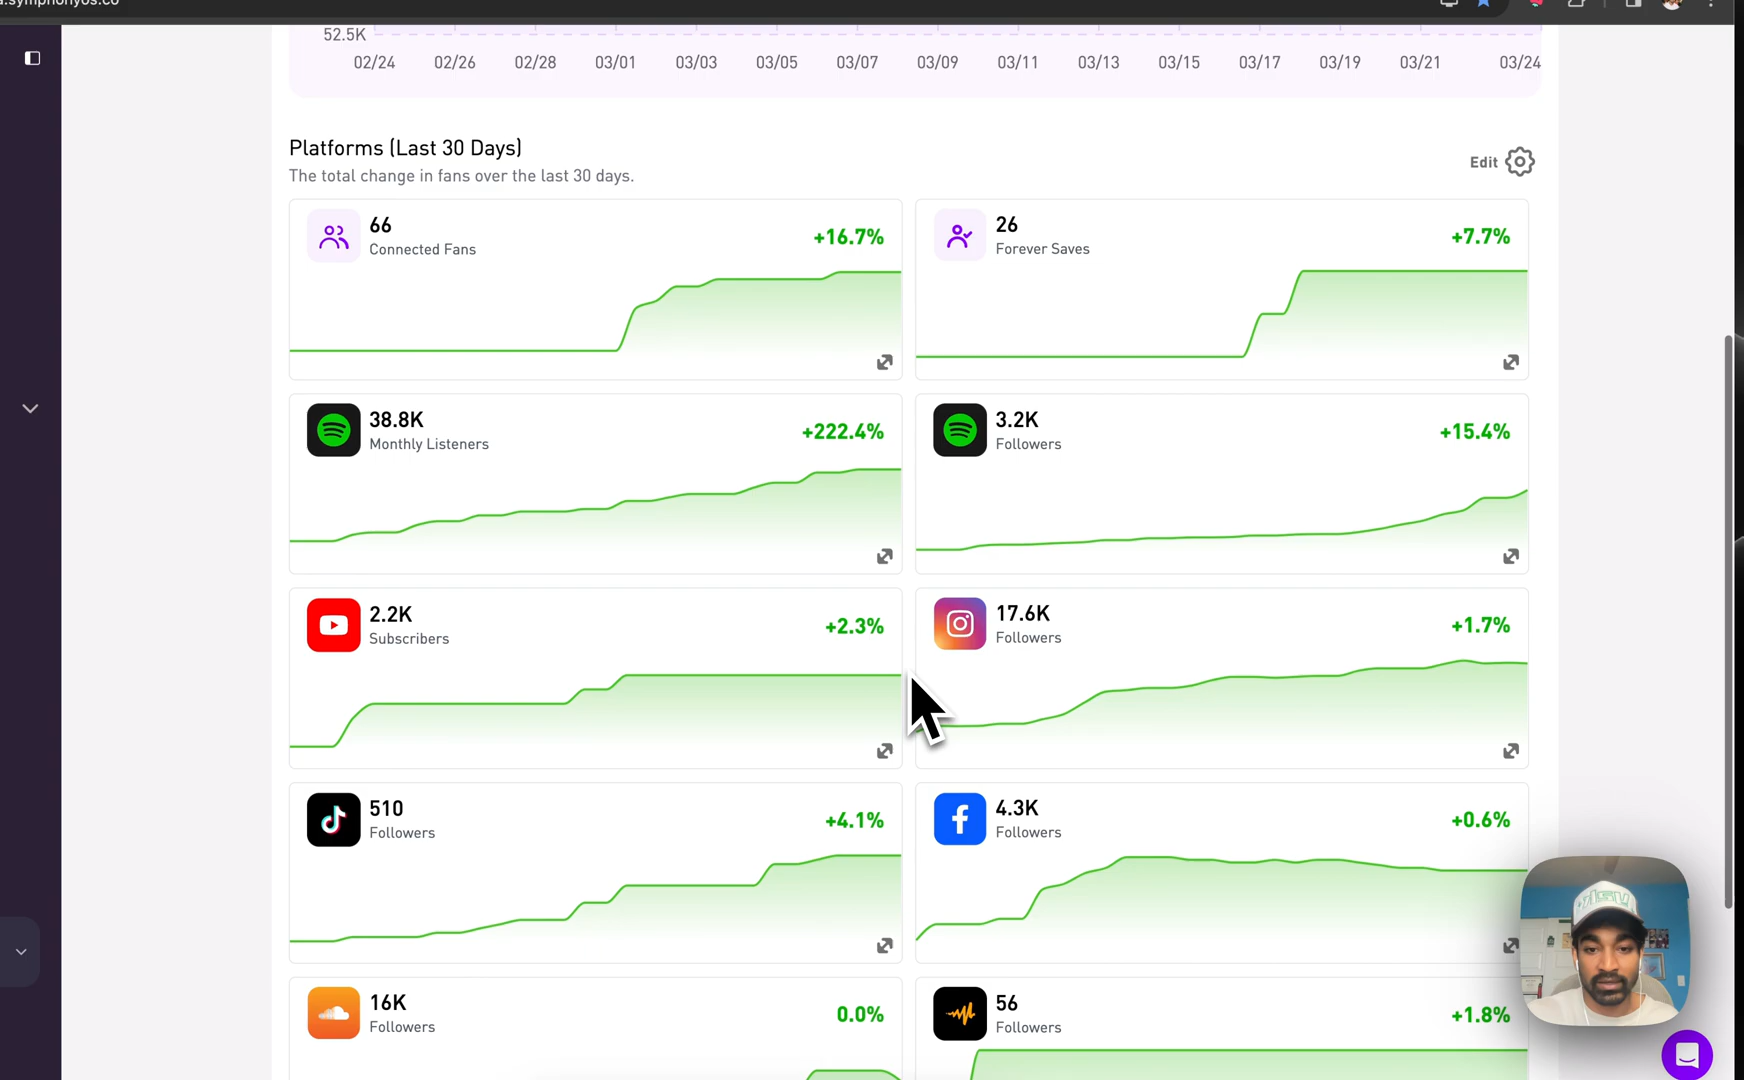 52.5K
02/24 02/26 02/28 03/01 03/03 03/05 03/07 03/09 03/11 03/13 03/15 03/17 03/19 03/21 03/24
Platforms (Last 30 Days)
The total change in fans over the last 30 days.
Edit
66
Connected Fans
+16.7%
26
Forever Saves
+7.7%
38.8K
Monthly Listeners
+222.4%
3.2K
Followers
+15.4%
2.2K
Subscribers
+2.3%
17.6K
Followers
+1.7%
510
Followers
+4.1%
4.3K
Followers
+0.6%
16K
Followers
0.0%
56
Followers
+1.8%